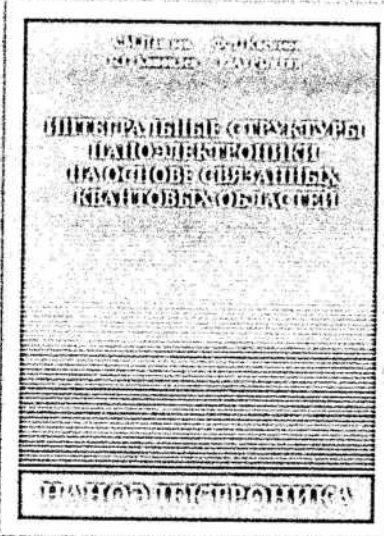 ИНТЕГРАЛЬНЫЕ СТРУКТУРЫ
НАНОЭЛЕКТРОНИКИ
НА ОСНОВЕ СВЯЗАННЫХ
КВАНТОВЫХ ОБЛАСТЕЙ
НАНОЭЛЕКТРОНИКА